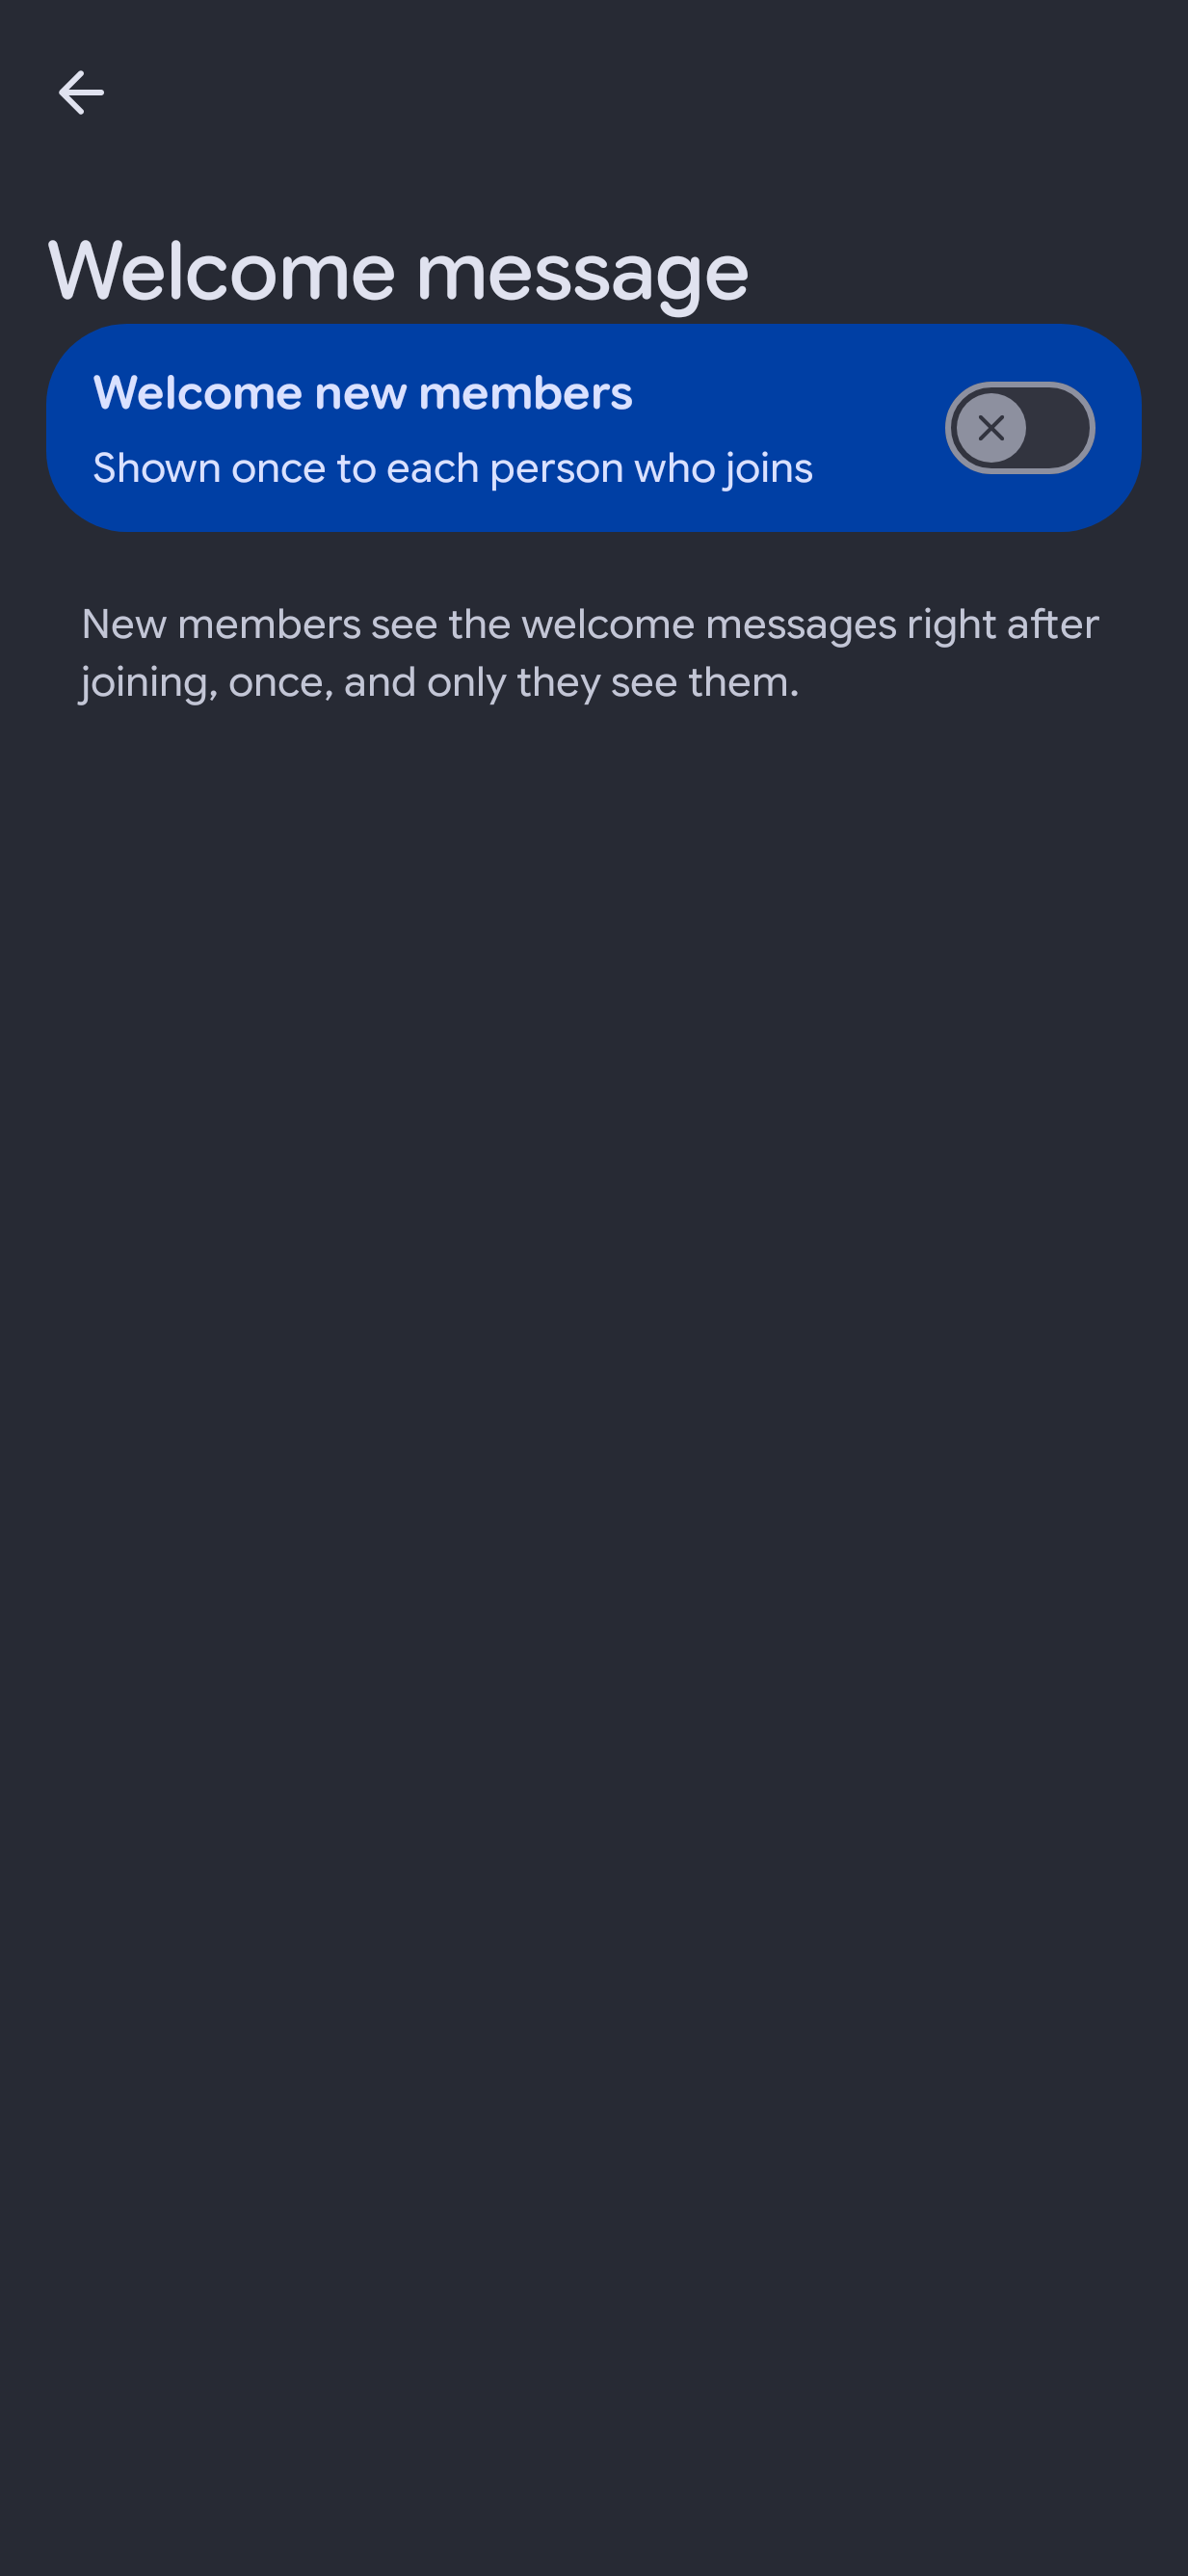 Welcome message
Welcome new members
Shown once to each person who joins
New members see the welcome messages right after
joining, once, and only they see them.